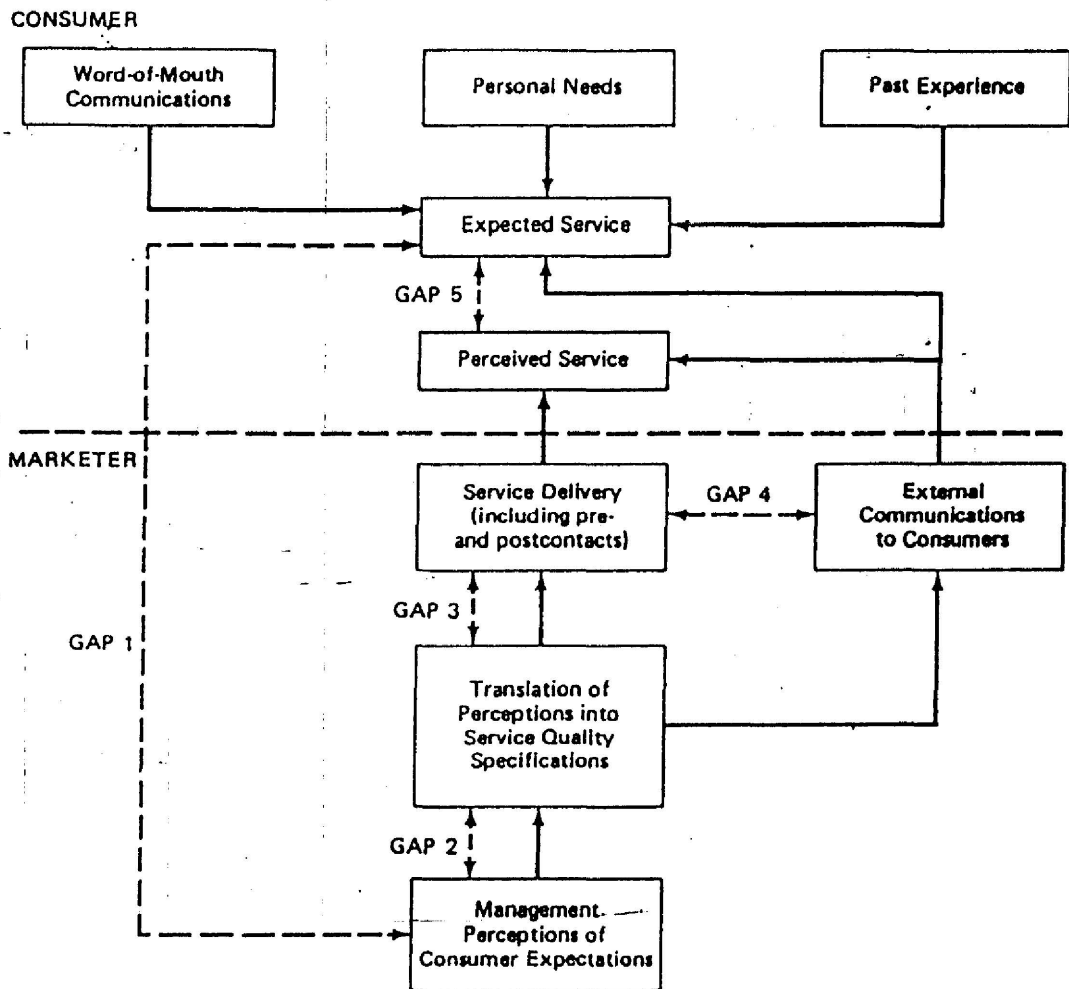 CONSUMER
Word-of-Mouth
Communications
Personal Needs
Past Experience
Expected Service
GAP 5
Perceived Service
MARKETER
Service Delivery
(including pre-
and postcontacts)
GAP 4
External
Communications
to Consumers
GAP 3
GAP 1
Translation of
Perceptions into
Service Quality
Specifications
GAP 2
Management
Perceptions of
Consumer Expectations